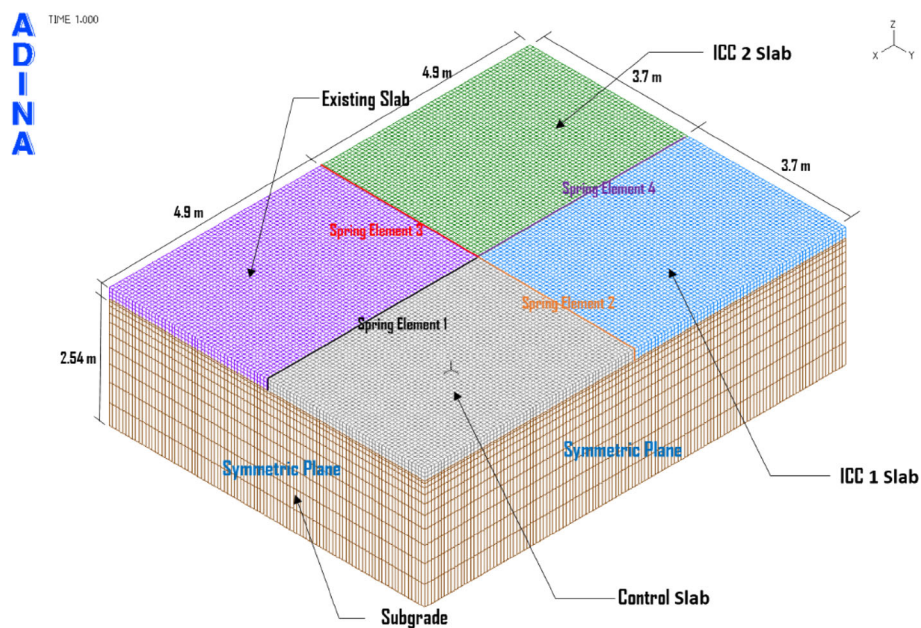 ADINA
TIME 1.000
Z
X Y
ICC 2 Slab
4.9 m
3.7 m
Existing Slab
3.7 m
Spring Element 4
4.9 m
Spring Element 3
Spring Element 2
Spring Element 1
2.54 m
Symmetric Plane
Symmetric Plane
ICC 1 Slab
Control Slab
Subgrade